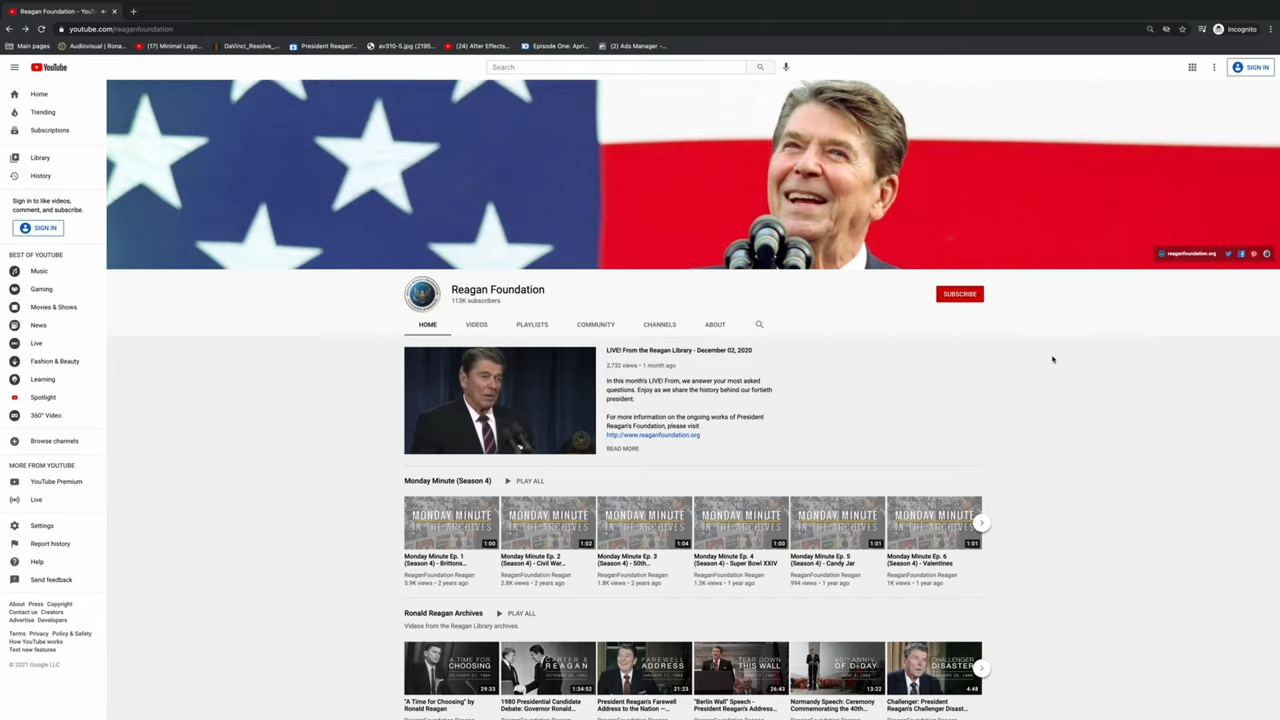 Reagan Foundation - YouT
youtube.com/reaganfoundation
Incognito
Main pages
Audiovisual | Rona...
(17) Minimal Logo...
DaVinci_Resolve_...
President Reagan'...
av310-5.jpg (2195...
(24) After Effects...
Episode One: Apri...
(2) Ads Manager -...
YouTube
Search
SIGN IN
Home
Trending
Subscriptions
Library
History
Sign in to like videos,
comment, and subscribe.
SIGN IN
BEST OF YOUTUBE
Music
Gaming
Movies & Shows
News
Live
Fashion & Beauty
Learning
Spotlight
360° Video
Browse channels
MORE FROM YOUTUBE
YouTube Premium
Live
Settings
Report history
Help
Send feedback
About Press Copyright
Contact us Creators
Advertise Developers
Terms Privacy Policy & Safety
How YouTube works
Test new features
© 2021 Google LLC
reaganfoundation.org
Reagan Foundation
113K subscribers
SUBSCRIBE
HOME
VIDEOS
PLAYLISTS
COMMUNITY
CHANNELS
ABOUT
LIVE! From the Reagan Library - December 02, 2020
2,732 views • 1 month ago
In this month's LIVE! From, we answer your most asked
questions. Enjoy as we share the history behind our fortieth
president.
For more information on the ongoing works of President
Reagan's Foundation, please visit
http://www.reaganfoundation.org
READ MORE
Monday Minute (Season 4)
PLAY ALL
MONDAY MINUTE
IN THE ARCHIVES
1:00
Monday Minute Ep. 1
(Season 4) - Brittons...
ReaganFoundation Reagan
5.9K views • 2 years ago
MONDAY MINUTE
IN THE ARCHIVES
1:02
Monday Minute Ep. 2
(Season 4) - Civil War...
ReaganFoundation Reagan
2.8K views • 2 years ago
MONDAY MINUTE
IN THE ARCHIVES
1:04
Monday Minute Ep. 3
(Season 4) - 50th...
ReaganFoundation Reagan
1.8K views • 2 years ago
MONDAY MINUTE
IN THE ARCHIVES
1:00
Monday Minute Ep. 4
(Season 4) - Super Bowl XXIV
ReaganFoundation Reagan
1.3K views • 1 year ago
MONDAY MINUTE
IN THE ARCHIVES
1:01
Monday Minute Ep. 5
(Season 4) - Candy Jar
ReaganFoundation Reagan
994 views • 1 year ago
MONDAY MINUTE
IN THE ARCHIVES
1:01
Monday Minute Ep. 6
(Season 4) - Valentines
ReaganFoundation Reagan
1K views • 1 year ago
Ronald Reagan Archives
PLAY ALL
Videos from the Reagan Library archives.
A TIME FOR
CHOOSING
29:33
"A Time for Choosing" by
Ronald Reagan
CARTER &
REAGAN
1:34:52
1980 Presidential Candidate
Debate: Governor Ronald...
FAREWELL
ADDRESS
21:23
President Reagan's Farewell
Address to the Nation —...
TEAR DOWN
THIS WALL
26:43
"Berlin Wall" Speech -
President Reagan's Address...
40TH ANNIV.
OF D-DAY
13:22
Normandy Speech: Ceremony
Commemorating the 40th...
CHALLENGER
DISASTER
4:48
Challenger: President
Reagan's Challenger Disast...